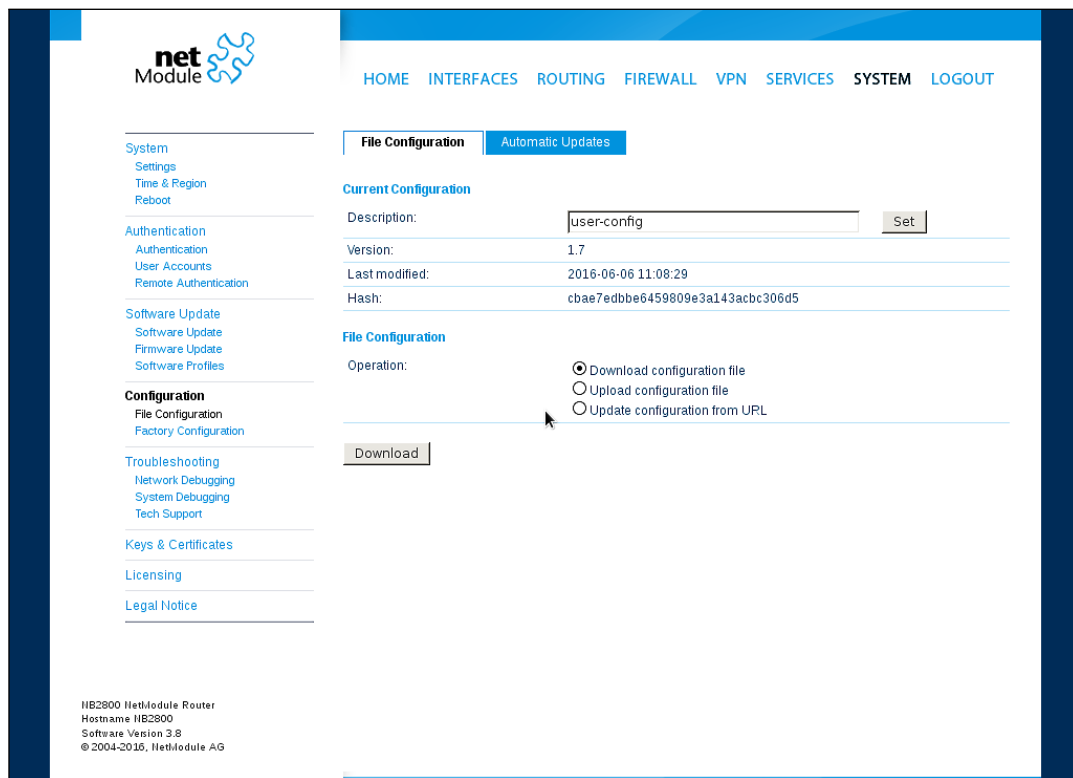 net
Module
HOME INTERFACES ROUTING FIREWALL VPN SERVICES SYSTEM LOGOUT
System
Settings
Time & Region
Reboot
Authentication
Authentication
User Accounts
Remote Authentication
Software Update
Software Update
Firmware Update
Software Profiles
Configuration
File Configuration
Factory Configuration
Troubleshooting
Network Debugging
System Debugging
Tech Support
Keys & Certificates
Licensing
Legal Notice
File Configuration Automatic Updates
Current Configuration
Description: user-config Set
Version: 1.7
Last modified: 2016-06-06 11:08:29
Hash: cbae7edbbe6459809e3a143acbc306d5
File Configuration
Operation: Download configuration file
Upload configuration file
Update configuration from URL
Download
NB2800 NetModule Router
Hostname NB2800
Software Version 3.8
© 2004-2016, NetModule AG